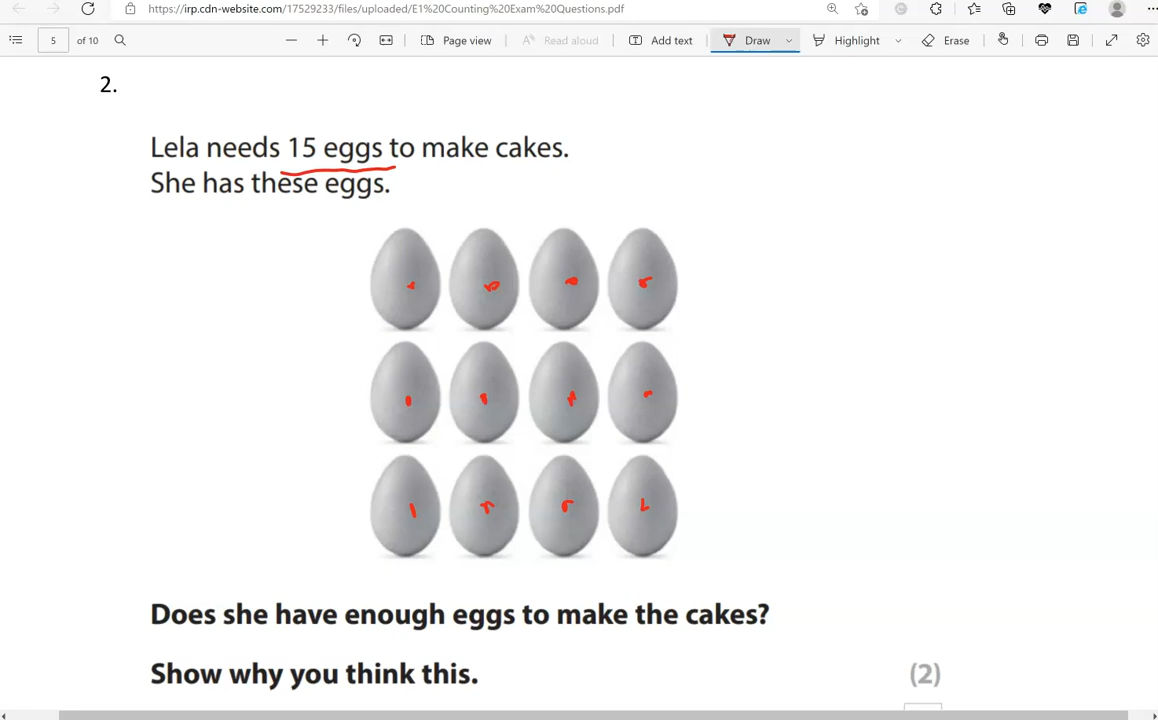 https://irp.cdn-website.com/17529233/files/uploaded/E1%20Counting%20Exam%20Questions.pdf
5 of 10 Page view Read aloud Add text Draw Highlight Erase
2.
Lela needs 15 eggs to make cakes.
She has these eggs.
Does she have enough eggs to make the cakes?
Show why you think this. (2)